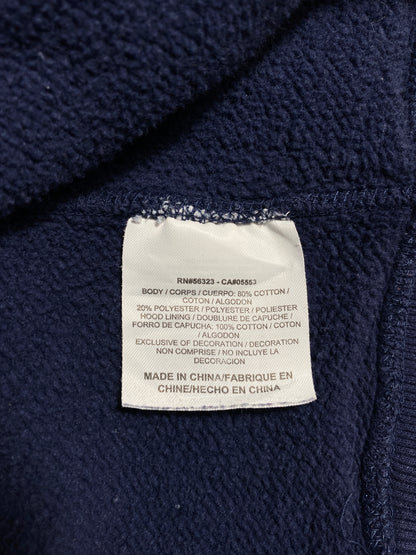 RN#56323 - CA#05553
BODY / CORPS / CUERPO: 80% COTTON /
COTON / ALGODON
20% POLYESTER / POLYESTER / POLIESTER
HOOD LINING / DOUBLURE DE CAPUCHE /
FORRO DE CAPUCHA: 100% COTTON / COTON
/ ALGODON
EXCLUSIVE OF DECORATION / DECORATION
NON COMPRISE / NO INCLUYE LA
DECORACION
MADE IN CHINA/FABRIQUE EN
CHINE/HECHO EN CHINA